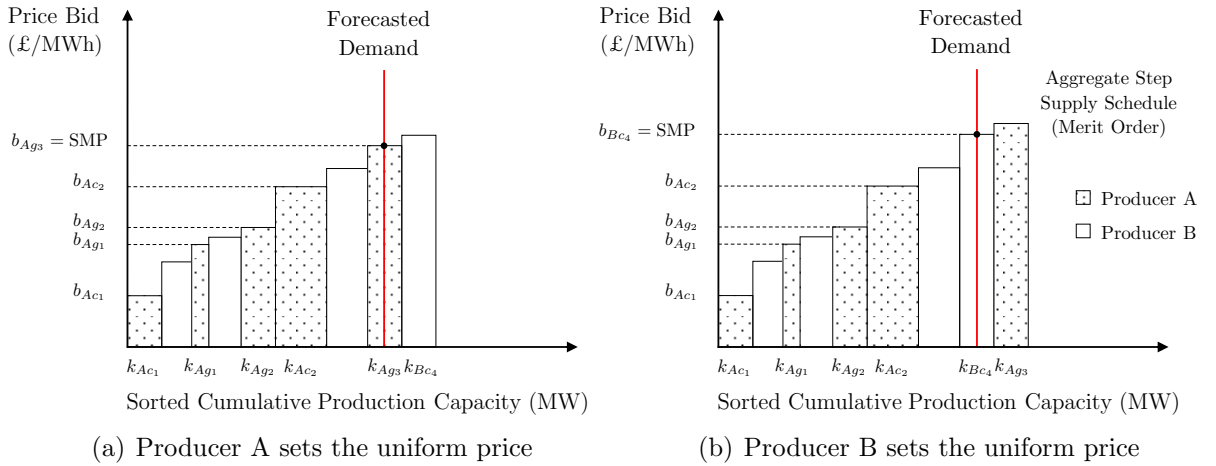 Price Bid
(£/MWh)
Forecasted
Demand
b_{Ag_3} = SMP
b_{Ac_2}
b_{Ag_2}
b_{Ag_1}
b_{Ac_1}
k_{Ac_1} k_{Ag_1} k_{Ag_2} k_{Ac_2} k_{Ag_3} k_{Bc_4}
Sorted Cumulative Production Capacity (MW)
(a) Producer A sets the uniform price
Price Bid
(£/MWh)
Forecasted
Demand
Aggregate Step
Supply Schedule
(Merit Order)
b_{Bc_4} = SMP
b_{Ac_2}
b_{Ag_2}
b_{Ag_1}
b_{Ac_1}
Producer A
Producer B
k_{Ac_1} k_{Ag_1} k_{Ag_2} k_{Ac_2} k_{Bc_4} k_{Ag_3}
Sorted Cumulative Production Capacity (MW)
(b) Producer B sets the uniform price